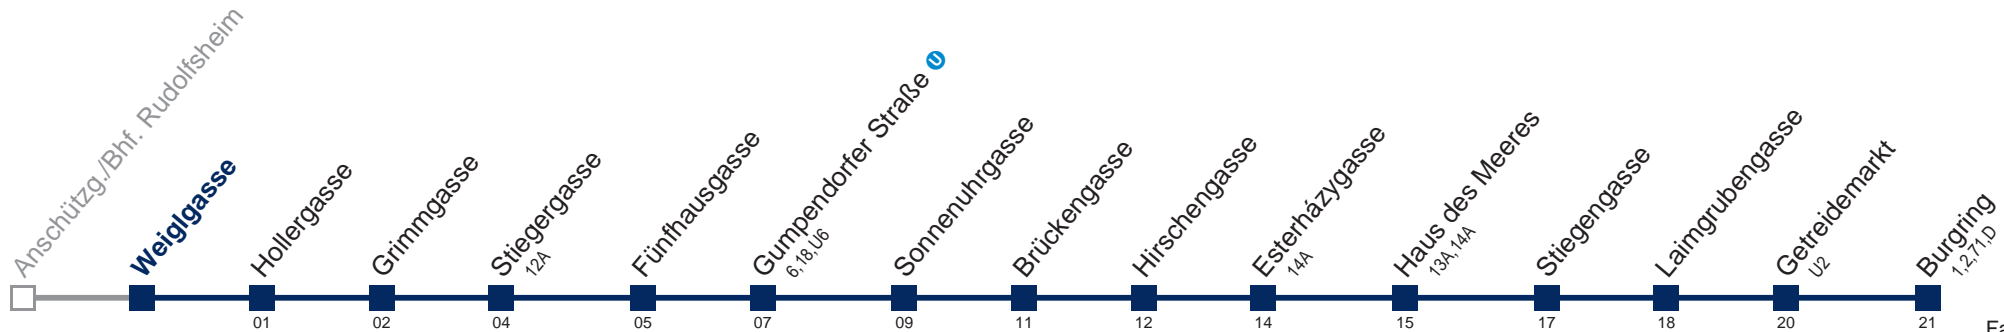 Anschützg./Bhf. Rudolfsheim
Weiglgasse
Hollergasse
01
Grimmgasse
02
Stiegergasse
12A
04
Fünfhausgasse
05
Gumpendorfer Straße U
6,18,U6
07
Sonnenuhrgasse
09
Brückengasse
11
Hirschengasse
12
Esterházygasse
14A
14
Haus des Meeres
13A,14A
15
Stiegengasse
17
Laimgrubengasse
18
Getreidemarkt
U2
20
Burgring
1,2,71,D
21